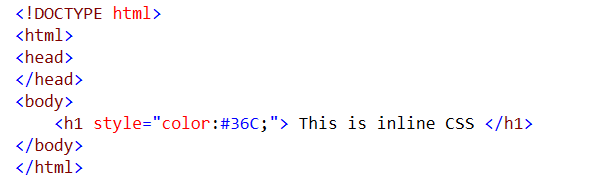 <!DOCTYPE html>
<html>
<head>
</head>
<body>
<h1 style="color:#36C;"> This is inline CSS </h1>
</body>
</html>